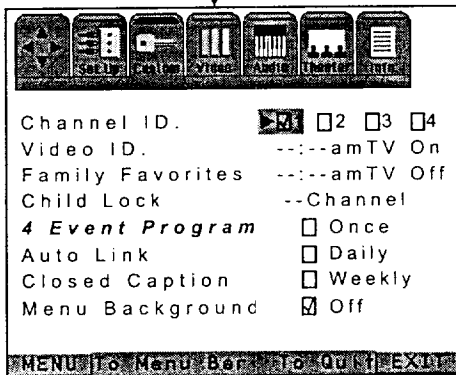 Set Up Custom Video Audio Theater Info.
Channel ID. 1 2 3 4
Video ID. --:--amTV On
Family Favorites --:--amTV Off
Child Lock --Channel
4 Event Program Once
Auto Link Daily
Closed Caption Weekly
Menu Background Off
MENU To Menu Bar To Quit EXIT